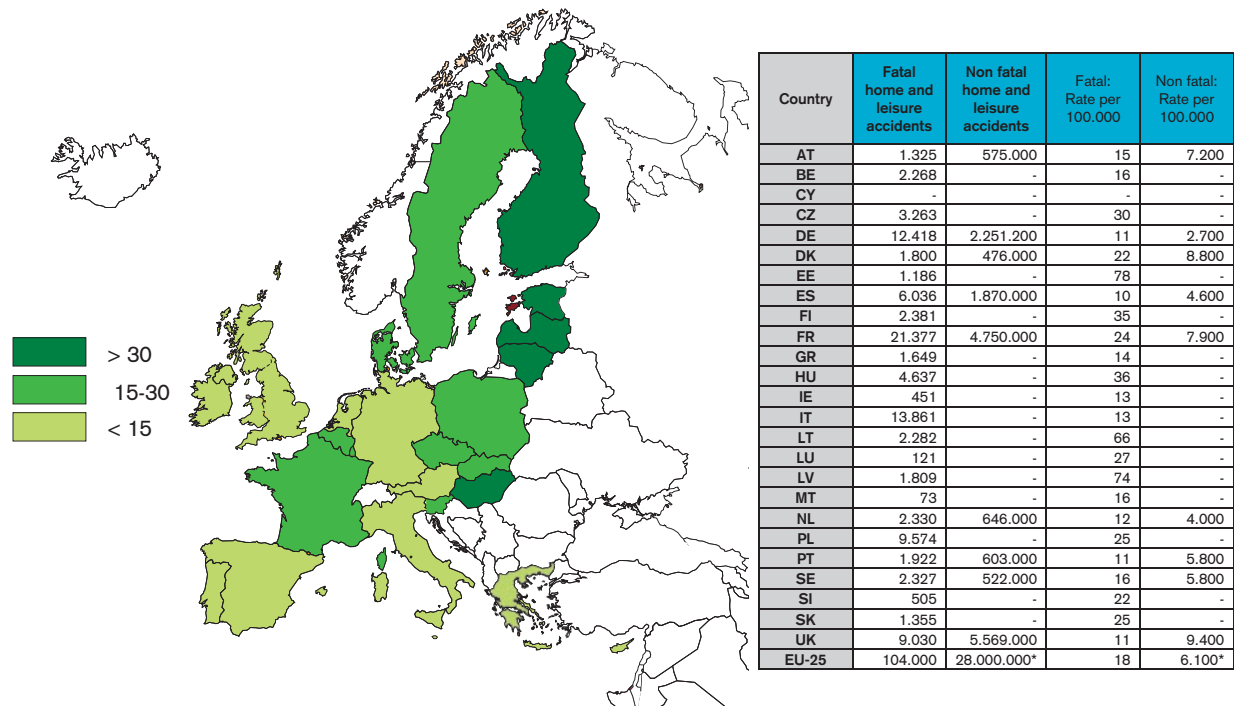 > 30
15-30
< 15
Country Fatal home and leisure accidents Non fatal home and leisure accidents Fatal: Rate per 100.000 Non fatal: Rate per 100.000
AT 1.325 575.000 15 7.200
BE 2.268 - 16 -
CY - - - -
CZ 3.263 - 30 -
DE 12.418 2.251.200 11 2.700
DK 1.800 476.000 22 8.800
EE 1.186 - 78 -
ES 6.036 1.870.000 10 4.600
FI 2.381 - 35 -
FR 21.377 4.750.000 24 7.900
GR 1.649 - 14 -
HU 4.637 - 36 -
IE 451 - 13 -
IT 13.861 - 13 -
LT 2.282 - 66 -
LU 121 - 27 -
LV 1.809 - 74 -
MT 73 - 16 -
NL 2.330 646.000 12 4.000
PL 9.574 - 25 -
PT 1.922 603.000 11 5.800
SE 2.327 522.000 16 5.800
SI 505 - 22 -
SK 1.355 - 25 -
UK 9.030 5.569.000 11 9.400
EU-25 104.000 28.000.000* 18 6.100*